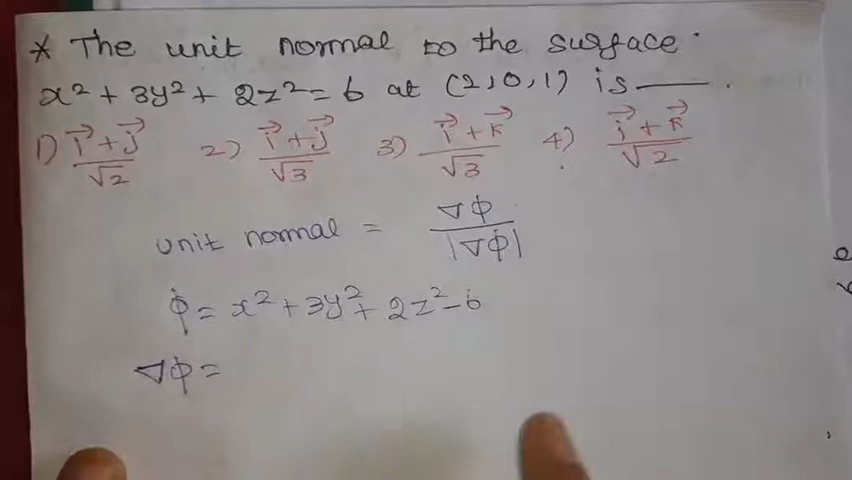 * The unit normal to the surface
x² + 3y² + 2z² = 6 at (2,0,1) is ——.
1) i⃗ + j⃗ / √2 2) i⃗ + j⃗ / √3 3) i⃗ + k⃗ / √3 4) i⃗ + k⃗ / √2
unit normal = ∇φ / |∇φ|
φ = x² + 3y² + 2z² - 6
∇φ =